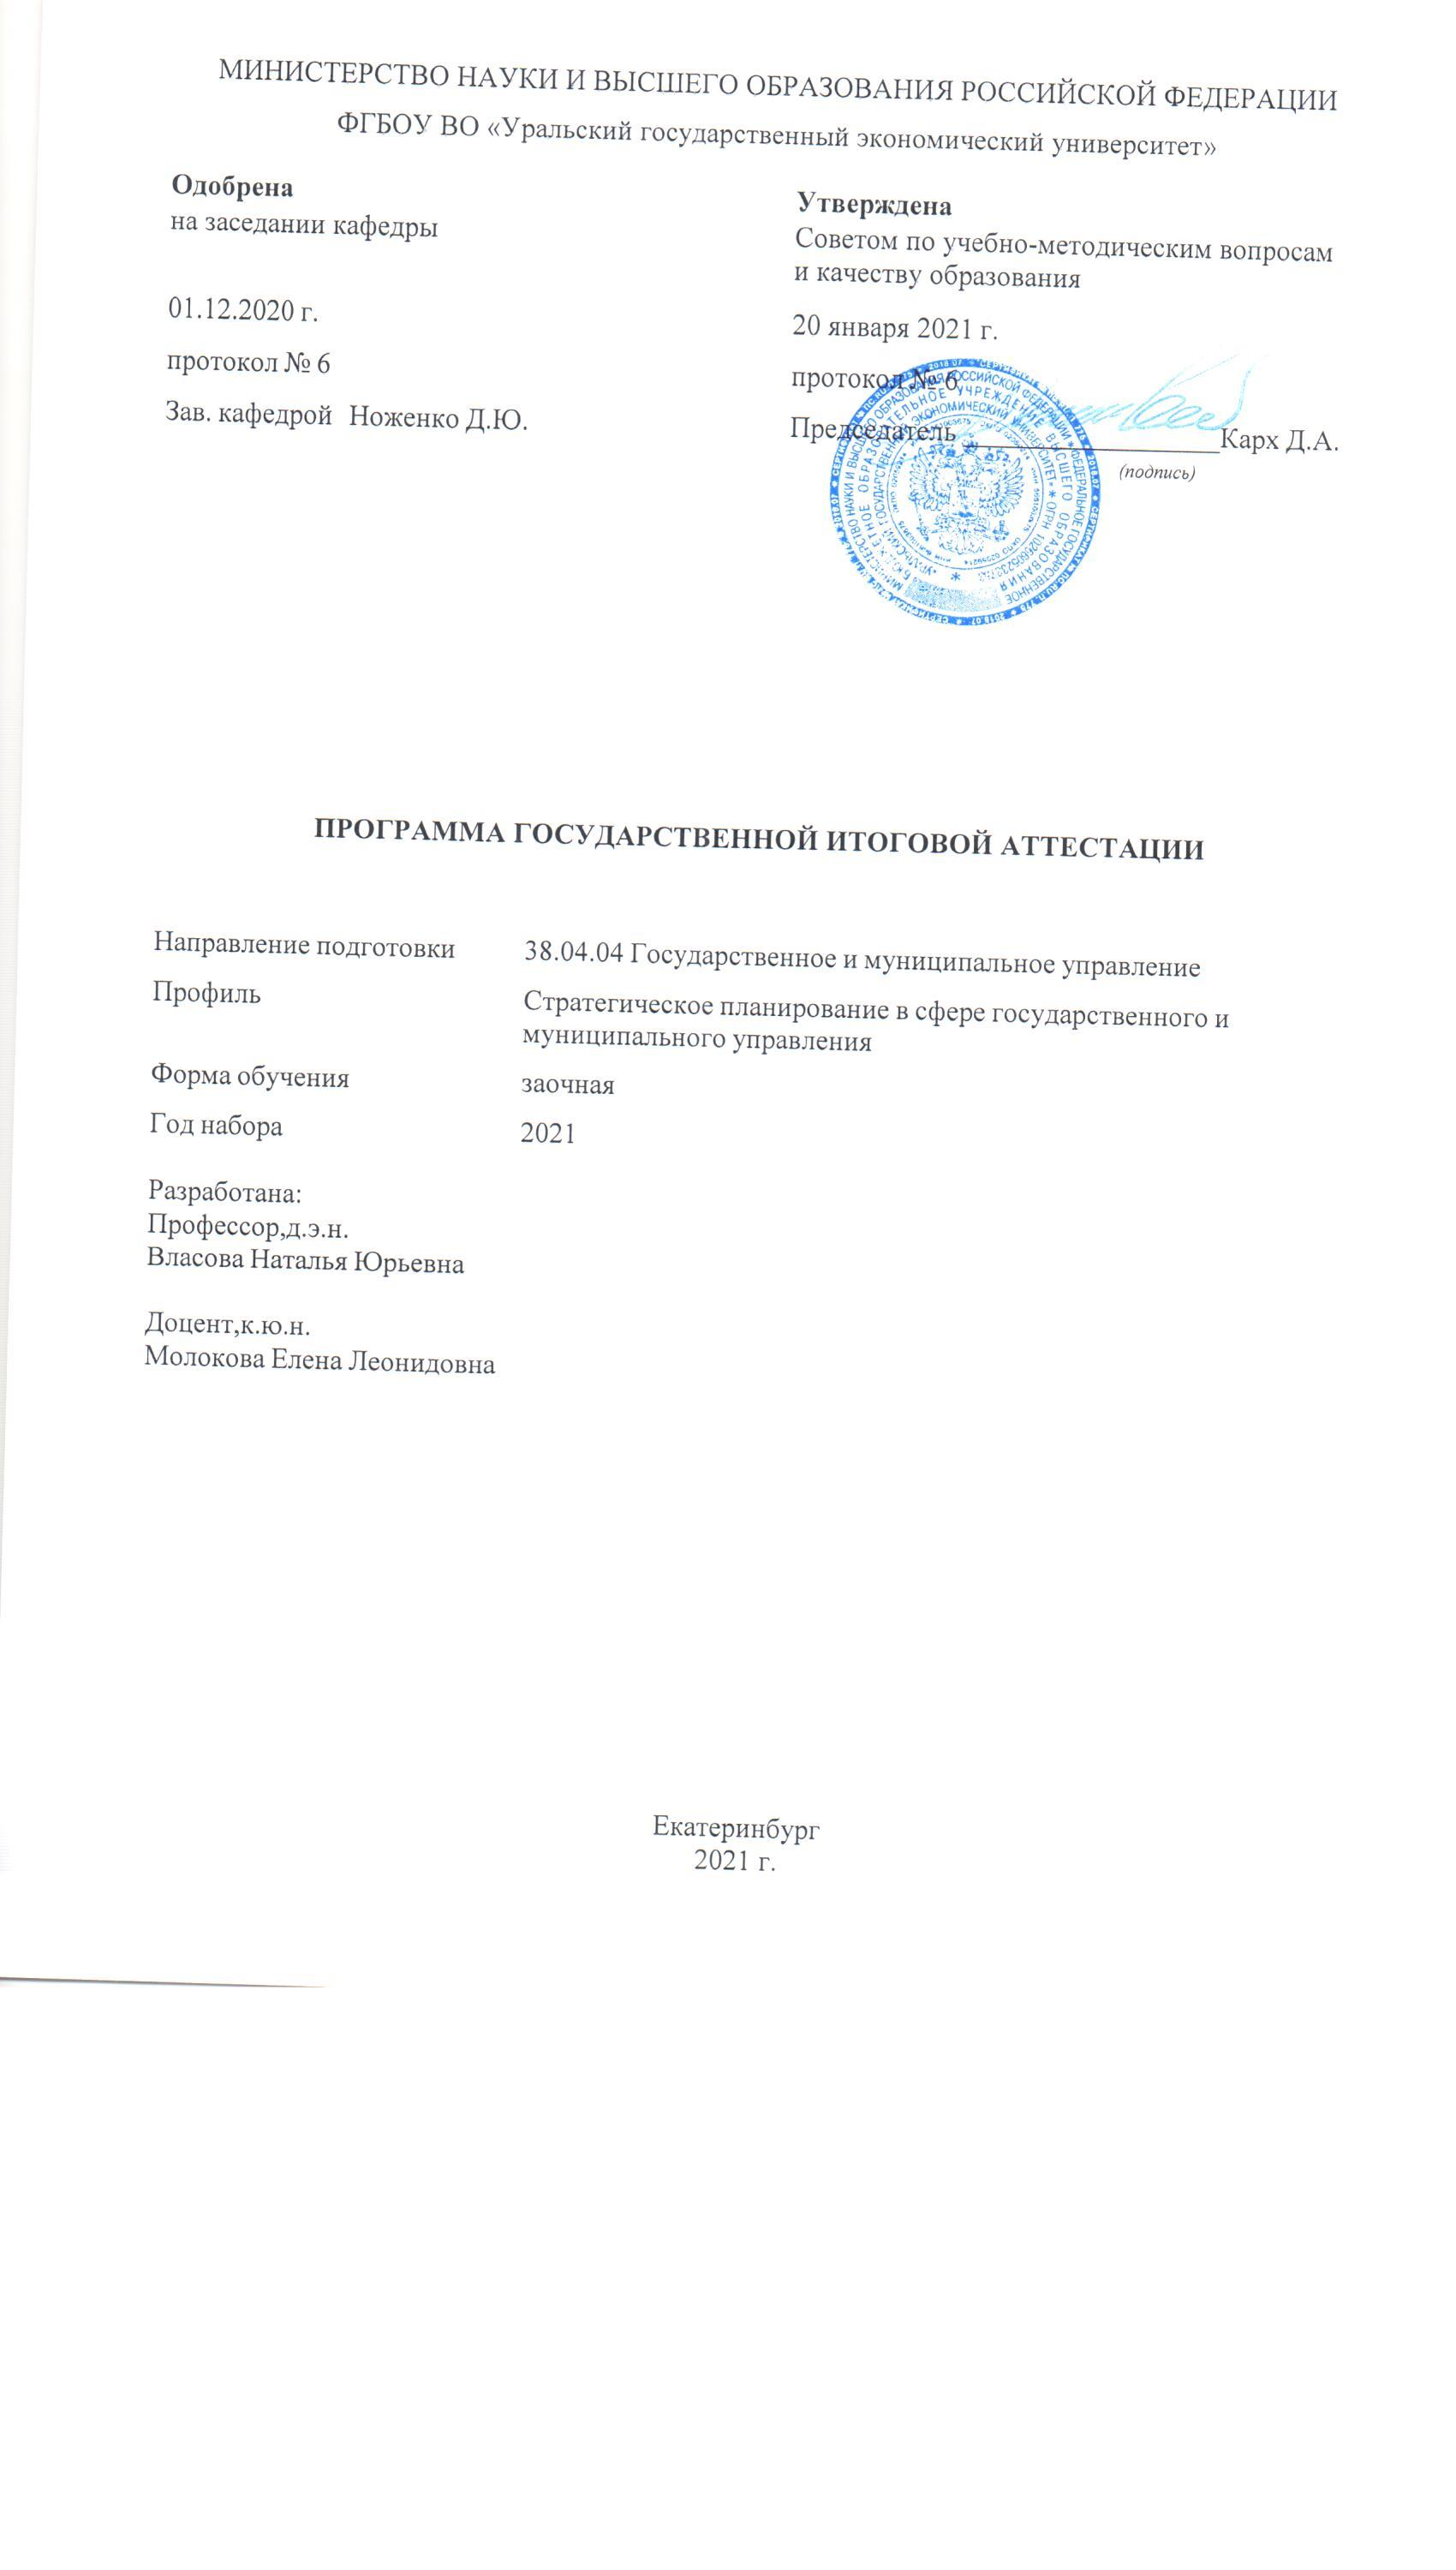 МИНИСТЕРСТВО НАУКИ И ВЫСШЕГО ОБРАЗОВАНИЯ РОССИЙСКОЙ ФЕДЕРАЦИИ
ФГБОУ ВО «Уральский государственный экономический университет»
Одобрена
на заседании кафедры
01.12.2020 г.
протокол № 6
Зав. кафедрой Ноженко Д.Ю.
Утверждена
Советом по учебно-методическим вопросам
и качеству образования
20 января 2021 г.
протокол № 6
Председатель Карх Д.А.
(подпись)
ПРОГРАММА ГОСУДАРСТВЕННОЙ ИТОГОВОЙ АТТЕСТАЦИИ
Направление подготовки 38.04.04 Государственное и муниципальное управление
Профиль Стратегическое планирование в сфере государственного и
муниципального управления
Форма обучения заочная
Год набора 2021
Разработана:
Профессор,д.э.н.
Власова Наталья Юрьевна
Доцент,к.ю.н.
Молокова Елена Леонидовна
Екатеринбург
2021 г.